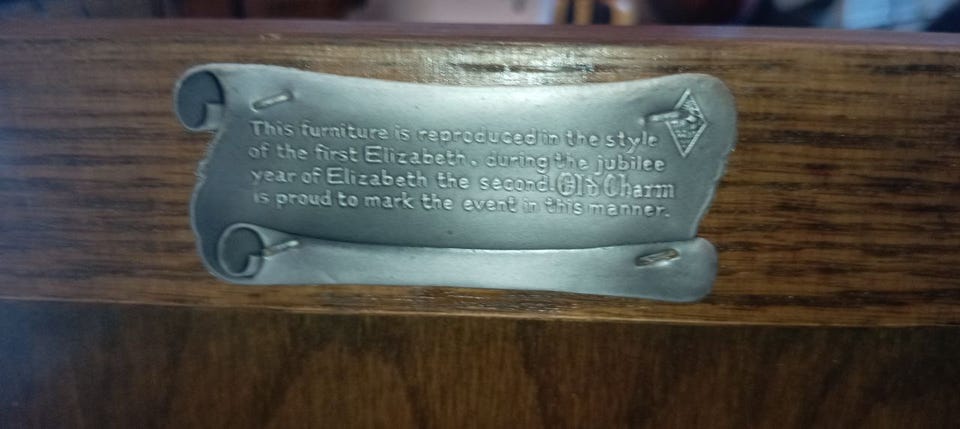 This furniture is reproduced in the style
of the first Elizabeth, during the jubilee
year of Elizabeth the second Old Charm
is proud to mark the event in this manner.